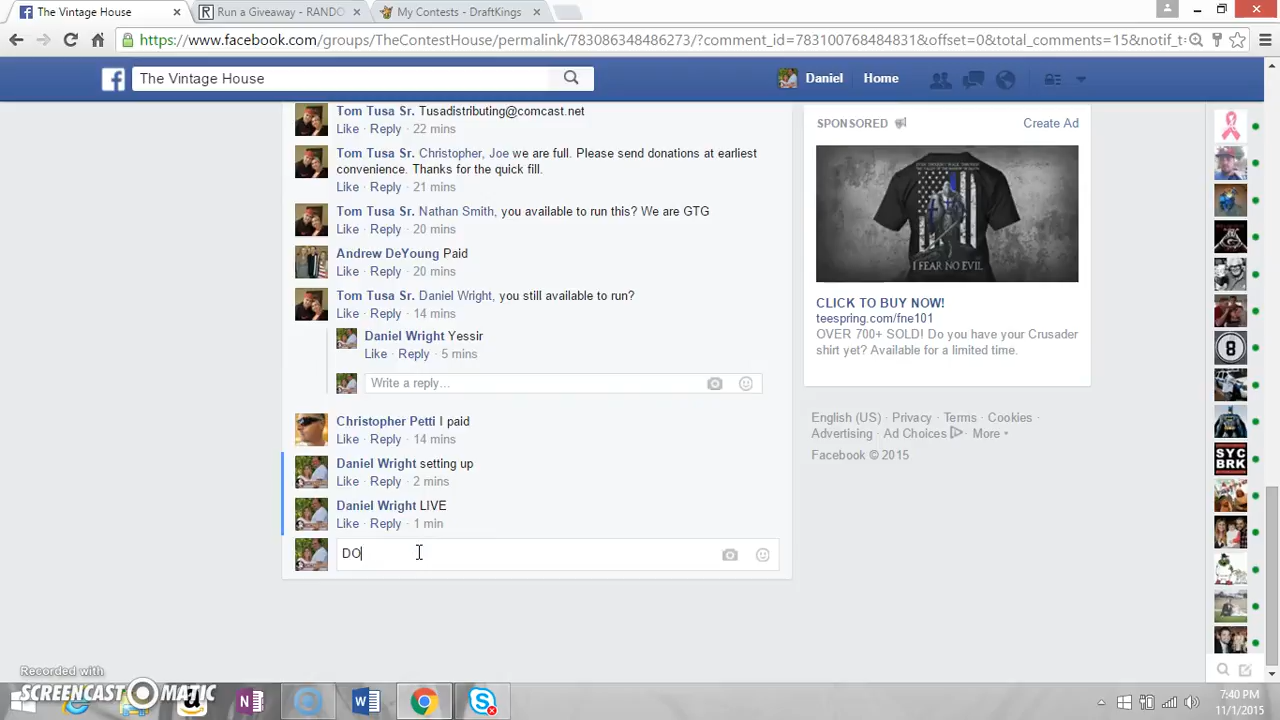 The Vintage House
Run a Giveaway - RANDO
My Contests - DraftKings
https://www.facebook.com/groups/TheContestHouse/permalink/783086348486273/?comment_id=783100768484831&offset=0&total_comments=15&notif_t=
The Vintage House
Daniel Home
Tom Tusa Sr. Tusadistributing@comcast.net
Like · Reply · 22 mins
Tom Tusa Sr. Christopher, Joe we are full. Please send donations at earliest
convenience. Thanks for the quick fill.
Like · Reply · 21 mins
Tom Tusa Sr. Nathan Smith, you available to run this? We are GTG
Like · Reply · 20 mins
Andrew DeYoung Paid
Like · Reply · 20 mins
Tom Tusa Sr. Daniel Wright, you still available to run?
Like · Reply · 14 mins
Daniel Wright Yessir
Like · Reply · 5 mins
Write a reply...
Christopher Petti I paid
Like · Reply · 14 mins
Daniel Wright setting up
Like · Reply · 2 mins
Daniel Wright LIVE
Like · Reply · 1 min
DO
SPONSORED
Create Ad
I FEAR NO EVIL
CLICK TO BUY NOW!
teespring.com/fne101
OVER 700+ SOLD! Do you have your Crusader
shirt yet? Available for a limited time.
English (US) · Privacy · Terms · Cookies ·
Advertising · Ad Choices · More
Facebook © 2015
8
SYC
BRK
Recorded with
SCREENCAST MATIC
7:40 PM
11/1/2015